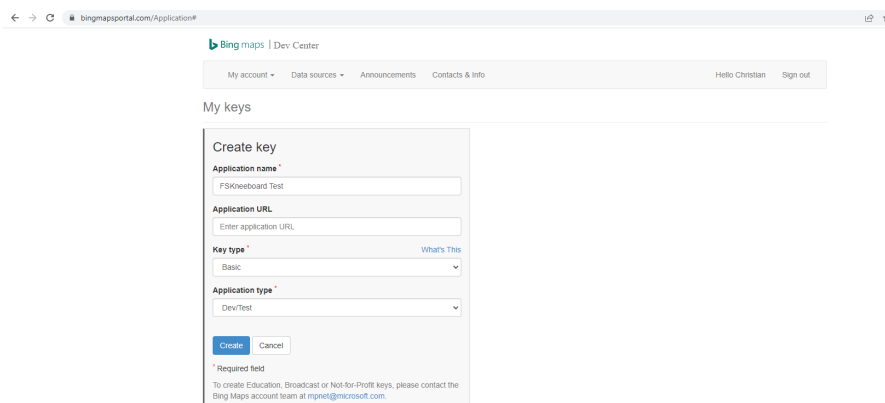 bingmapsportal.com/Application#
Bing maps | Dev Center
My account Data sources Announcements Contacts & Info Hello Christian Sign out
My keys
Create key
Application name *
FSKneeboard Test
Application URL
Enter application URL
Key type * What's This
Basic
Application type *
Dev/Test
Create Cancel
* Required field
To create Education, Broadcast or Not-for-Profit keys, please contact the
Bing Maps account team at mpnet@microsoft.com.